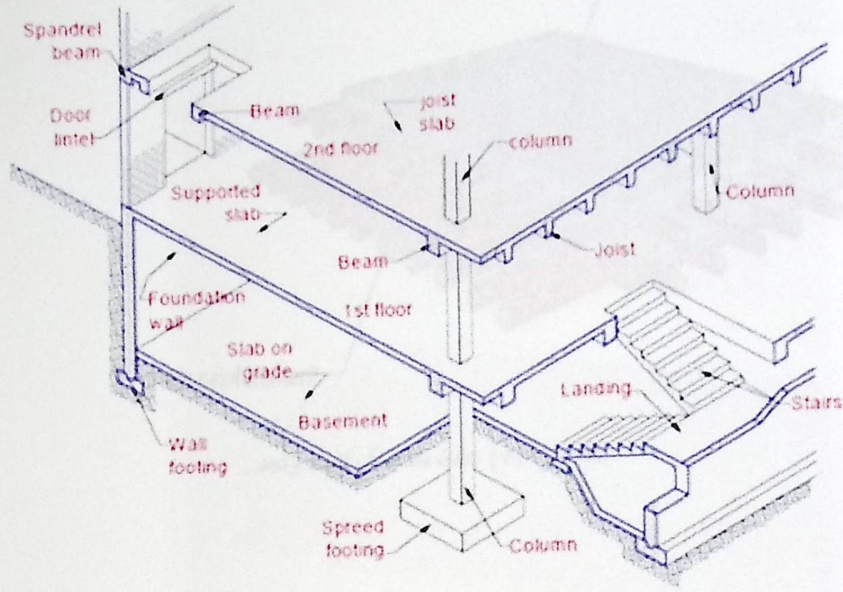 Spandrel
beam
Door
lintel
Beam
joist
slab
2nd floor
column
Supported
slab
Column
Beam
Joist
Foundation
wall
1st floor
Slab on
grade
Landing
Stairs
Basement
Wall
footing
Spreed
footing
Column